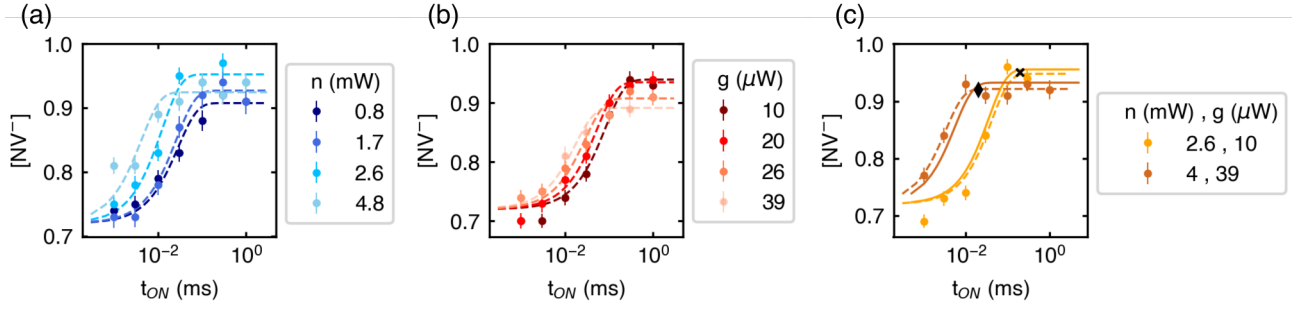 (a)
1.0
0.9
0.8
0.7
[NV⁻]
10⁻²
10⁰
t_ON (ms)
n (mW)
0.8
1.7
2.6
4.8
(b)
1.0
0.9
0.8
0.7
[NV⁻]
10⁻²
10⁰
t_ON (ms)
g (μW)
10
20
26
39
(c)
1.0
0.9
0.8
0.7
[NV⁻]
10⁻²
10⁰
t_ON (ms)
n (mW) , g (μW)
2.6 , 10
4 , 39